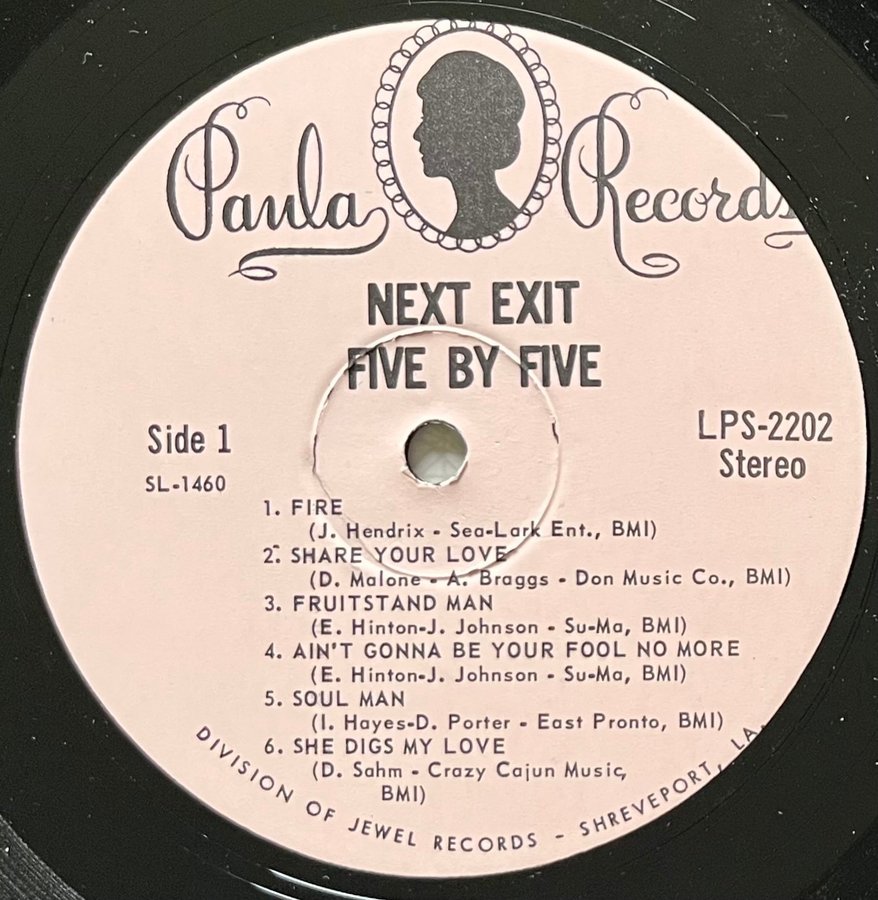 Paula Records
NEXT EXIT
FIVE BY FIVE
Side 1
SL-1460
LPS-2202
Stereo
1. FIRE
(J. Hendrix - Sea-Lark Ent., BMI)
2. SHARE YOUR LOVE
(D. Malone - A. Braggs - Don Music Co., BMI)
3. FRUITSTAND MAN
(E. Hinton-J. Johnson - Su-Ma, BMI)
4. AIN'T GONNA BE YOUR FOOL NO MORE
(E. Hinton-J. Johnson - Su-Ma, BMI)
5. SOUL MAN
(I. Hayes-D. Porter - East Pronto, BMI)
6. SHE DIGS MY LOVE
(D. Sahm - Crazy Cajun Music,
BMI)
DIVISION OF JEWEL RECORDS - SHREVEPORT, LA.